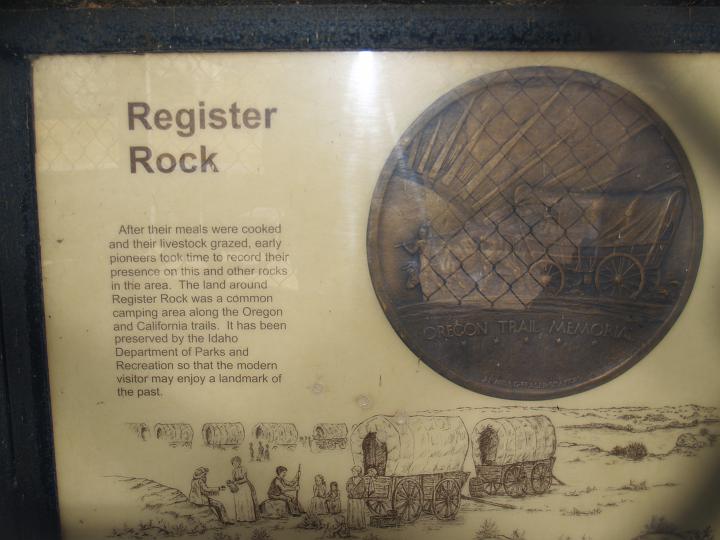 Register
Rock
After their meals were cooked
and their livestock grazed, early
pioneers took time to record their
presence on this and other rocks
in the area. The land around
Register Rock was a common
camping area along the Oregon
and California trails. It has been
preserved by the Idaho
Department of Parks and
Recreation so that the modern
visitor may enjoy a landmark of
the past.
OREGON TRAIL MEMORIAL